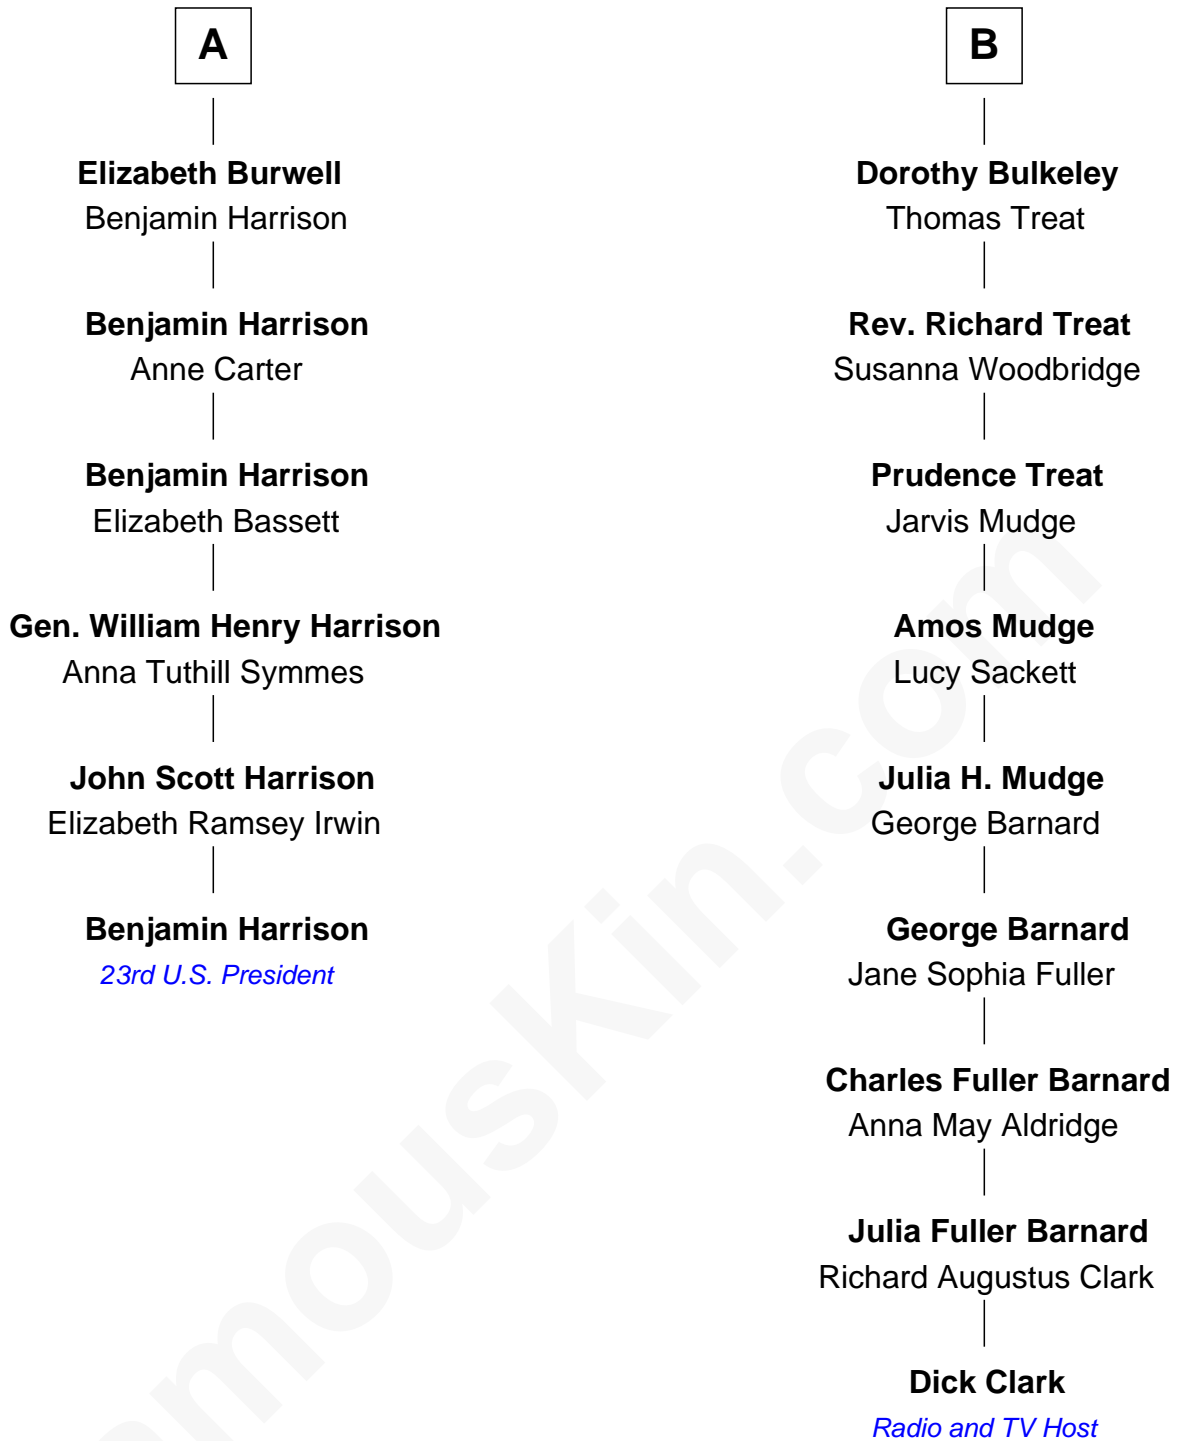 A
Elizabeth Burwell
Benjamin Harrison
Benjamin Harrison
Anne Carter
Benjamin Harrison
Elizabeth Bassett
Gen. William Henry Harrison
Anna Tuthill Symmes
John Scott Harrison
Elizabeth Ramsey Irwin
Benjamin Harrison
23rd U.S. President
B
Dorothy Bulkeley
Thomas Treat
Rev. Richard Treat
Susanna Woodbridge
Prudence Treat
Jarvis Mudge
Amos Mudge
Lucy Sackett
Julia H. Mudge
George Barnard
George Barnard
Jane Sophia Fuller
Charles Fuller Barnard
Anna May Aldridge
Julia Fuller Barnard
Richard Augustus Clark
Dick Clark
Radio and TV Host
amouskin.com